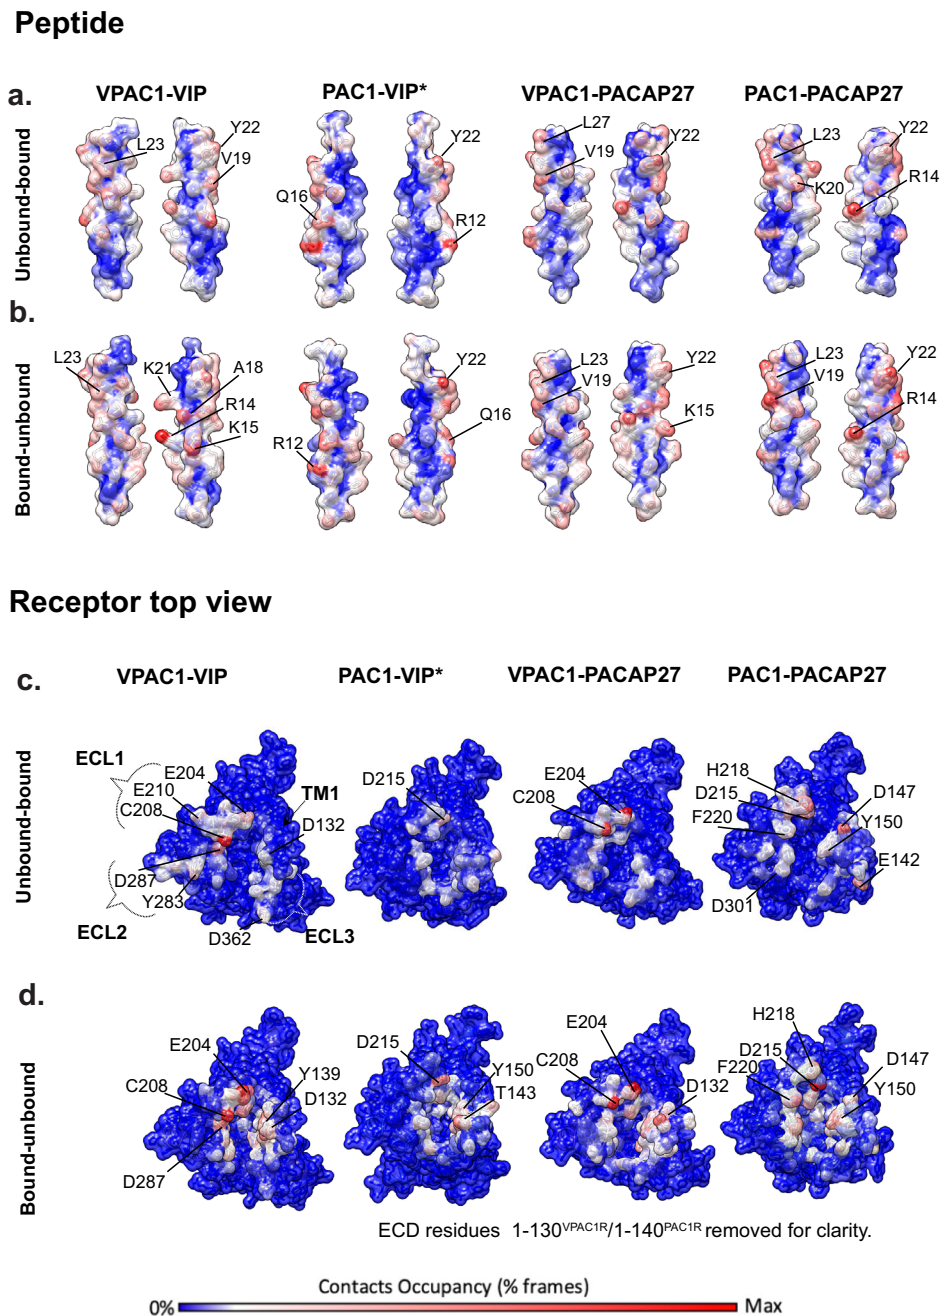 Peptide
a.
VPAC1-VIP PAC1-VIP* VPAC1-PACAP27 PAC1-PACAP27
Unbound-bound
L23 Y22 V19
Q16 Y22 R12
L27 V19 Y22
L23 K20 Y22 R14
b.
Bound-unbound
L23 K21 A18 R14 K15
R12 Y22 Q16
L23 V19 Y22 K15
L23 V19 Y22 R14
Receptor top view
c.
VPAC1-VIP PAC1-VIP* VPAC1-PACAP27 PAC1-PACAP27
Unbound-bound
ECL1 E204 E210 C208 TM1 D132 D287 Y283 ECL2 D362 ECL3
D215
E204 C208
H218 D215 F220 D147 Y150 E142 D301
d.
Bound-unbound
E204 C208 Y139 D132 D287
D215 Y150 T143
E204 C208 D132
H218 D215 F220 D147 Y150
ECD residues 1-130VPAC1R/1-140PAC1R removed for clarity.
Contacts Occupancy (% frames)
0% Max